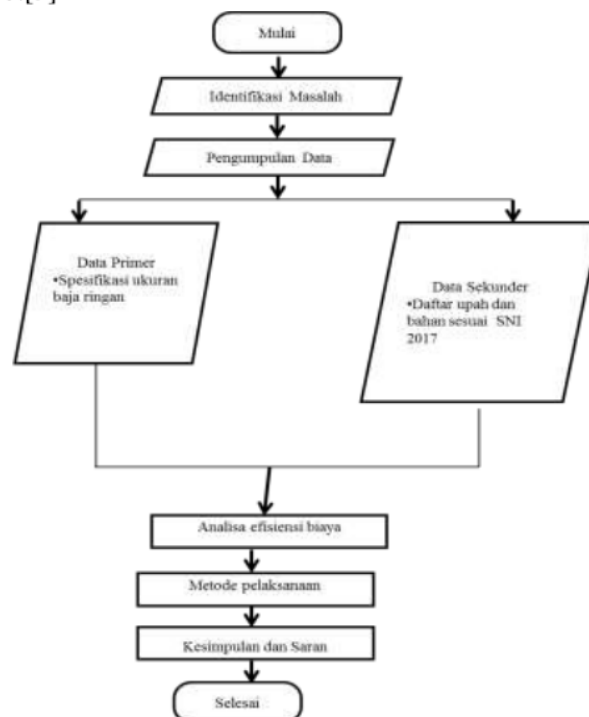 Mulai
Identifikasi Masalah
Pengumpulan Data
Data Primer
•Spesifikasi ukuran
baja ringan
Data Sekunder
•Daftar upah dan
bahan sesuai SNI
2017
Analisa efisiensi biaya
Metode pelaksanaan
Kesimpulan dan Saran
Selesai